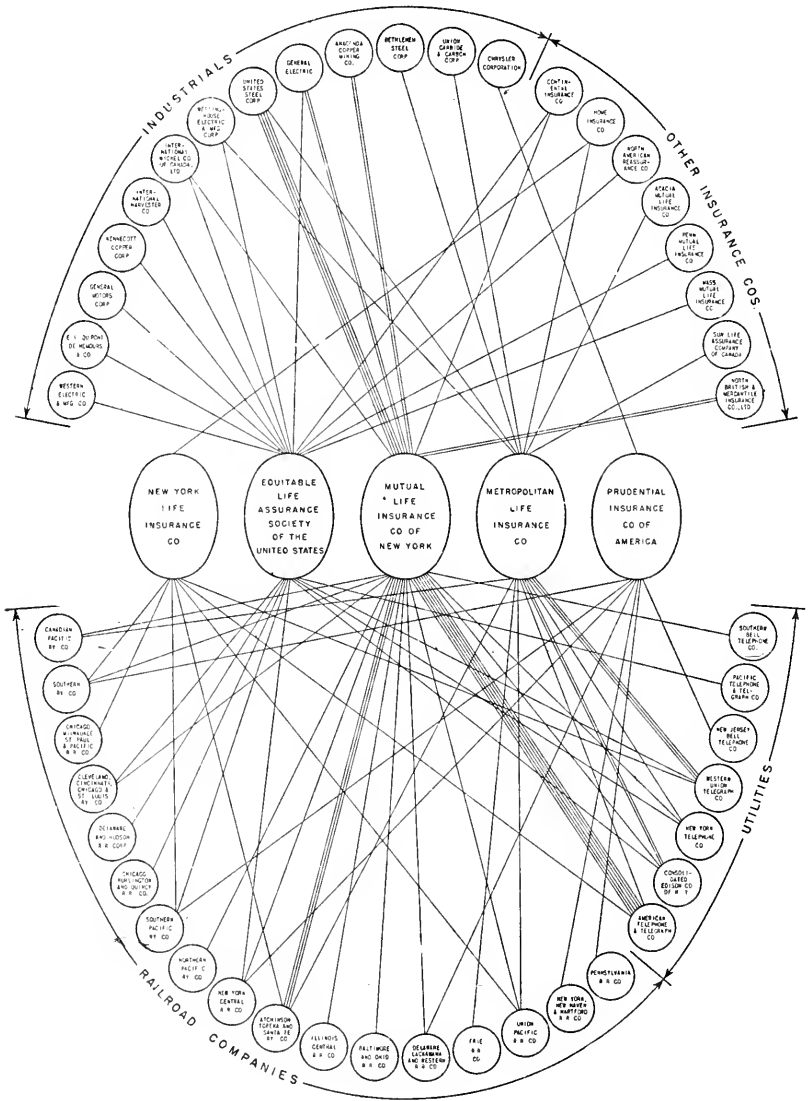 INDUSTRIALS
WESTERN
ELECTRIC
& MFG CO
E. I. DU PONT
DE NEMOURS
& CO
GENERAL
MOTORS
CORP
KENNECOTT
COPPER
CORP
INTER-
NATIONAL
HARVESTER
CO
INTER-
NATIONAL
NICKEL CO
OF CANADA,
LTD
WESTING-
HOUSE
ELECTRIC
& MFG
CORP
UNITED
STATES
STEEL
CORP
GENERAL
ELECTRIC
ANACONDA
COPPER
MINING
CO.
BETHLEHEM
STEEL
CORP
UNION
CARBIDE
& CARBON
CORP
CHRYSLER
CORPORATION
OTHER INSURANCE COS.
CONTIN-
ENTAL
INSURANCE
CO
HOME
INSURANCE
CO
NORTH
AMERICAN
REASSUR-
ANCE CO
ACACIA
MUTUAL
LIFE
INSURANCE
CO
PENN
MUTUAL
LIFE
INSURANCE
CO
MASS
MUTUAL
LIFE
INSURANCE
CO
SUN LIFE
ASSURANCE
COMPANY
OF CANADA
NORTH
BRITISH &
MERCANTILE
INSURANCE
CO., LTD
NEW YORK
LIFE
INSURANCE
CO
EQUITABLE
LIFE
ASSURANCE
SOCIETY
OF THE
UNITED STATES
MUTUAL
LIFE
INSURANCE
CO OF
NEW YORK
METROPOLITAN
LIFE
INSURANCE
CO
PRUDENTIAL
INSURANCE
CO OF
AMERICA
CANADIAN
PACIFIC
RY CO
SOUTHERN
RY CO
CHICAGO
MILWAUKEE
ST PAUL
& PACIFIC
R R CO
CLEVELAND,
CINCINNATI,
CHICAGO &
ST LOUIS
RY CO
DELAWARE
AND HUDSON
R R CORP
CHICAGO
BURLINGTON
AND QUINCY
R R CO.
SOUTHERN
PACIFIC
RY CO
NORTHERN
PACIFIC
RY CO
NEW YORK
CENTRAL
R R CO
ATCHINSON
TOPEKA AND
SANTA FE
RY CO
ILLINOIS
CENTRAL
R R CO
BALTIMORE
AND OHIO
R R CO
DELAWARE
LACKAWANA
AND WESTERN
R R CO
ERIE
R R
CO
UNION
PACIFIC
R R CO
NEW YORK,
NEW HAVEN
& HARTFORD
R R CO
PENNSYLVANIA
R R CO
RAILROAD COMPANIES
SOUTHERN
BELL
TELEPHONE
CO.
PACIFIC
TELEPHONE
& TEL-
GRAPH CO
NEW JERSEY
BELL
TELEPHONE
CO
WESTERN
UNION
TELEGRAPH
CO
NEW YORK
TELEPHONE
CO
CONSOLI-
DATED
EDISON CO
OF N Y
AMERICAN
TELEPHONE
& TELEGRAPH
CO
UTILITIES